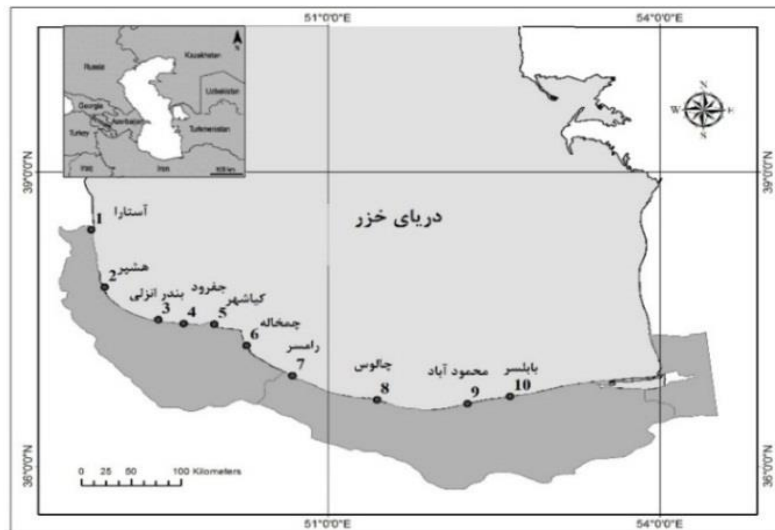 51°0'0"E
54°0'0"E
N
Kazakhstan
Russia
Uzbekistan
Georgia
Azerbaijan
Turkey
Turkmenistan
Iraq
Iran
N
W
E
S
39°0'0"N
39°0'0"N
دریای خزر
آستارا
1
هشپر
2
بندر انزلی
3
جفرود
4
کیاشهر
5
چمخاله
6
رامسر
7
چالوس
8
محمود آباد
9
بابلسر
10
0 25 50 100 Kilometers
36°0'0"N
36°0'0"N
51°0'0"E
54°0'0"E